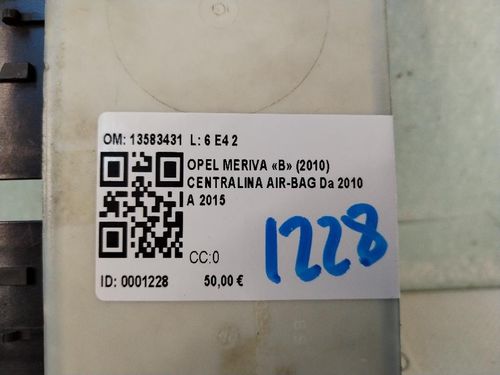 OM: 13583431 L: 6 E4 2
OPEL MERIVA «B» (2010)
CENTRALINA AIR-BAG Da 2010
A 2015
CC:0
1228
ID: 0001228 50,00 €